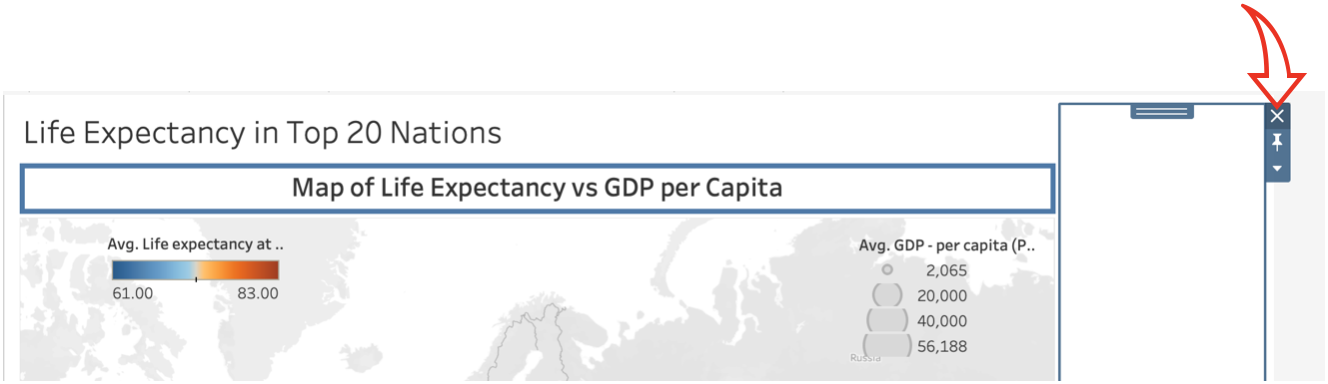 Life Expectancy in Top 20 Nations
Map of Life Expectancy vs GDP per Capita
Avg. Life expectancy at ..
61.00 83.00
Avg. GDP - per capita (P..
2,065
20,000
40,000
56,188
Russia